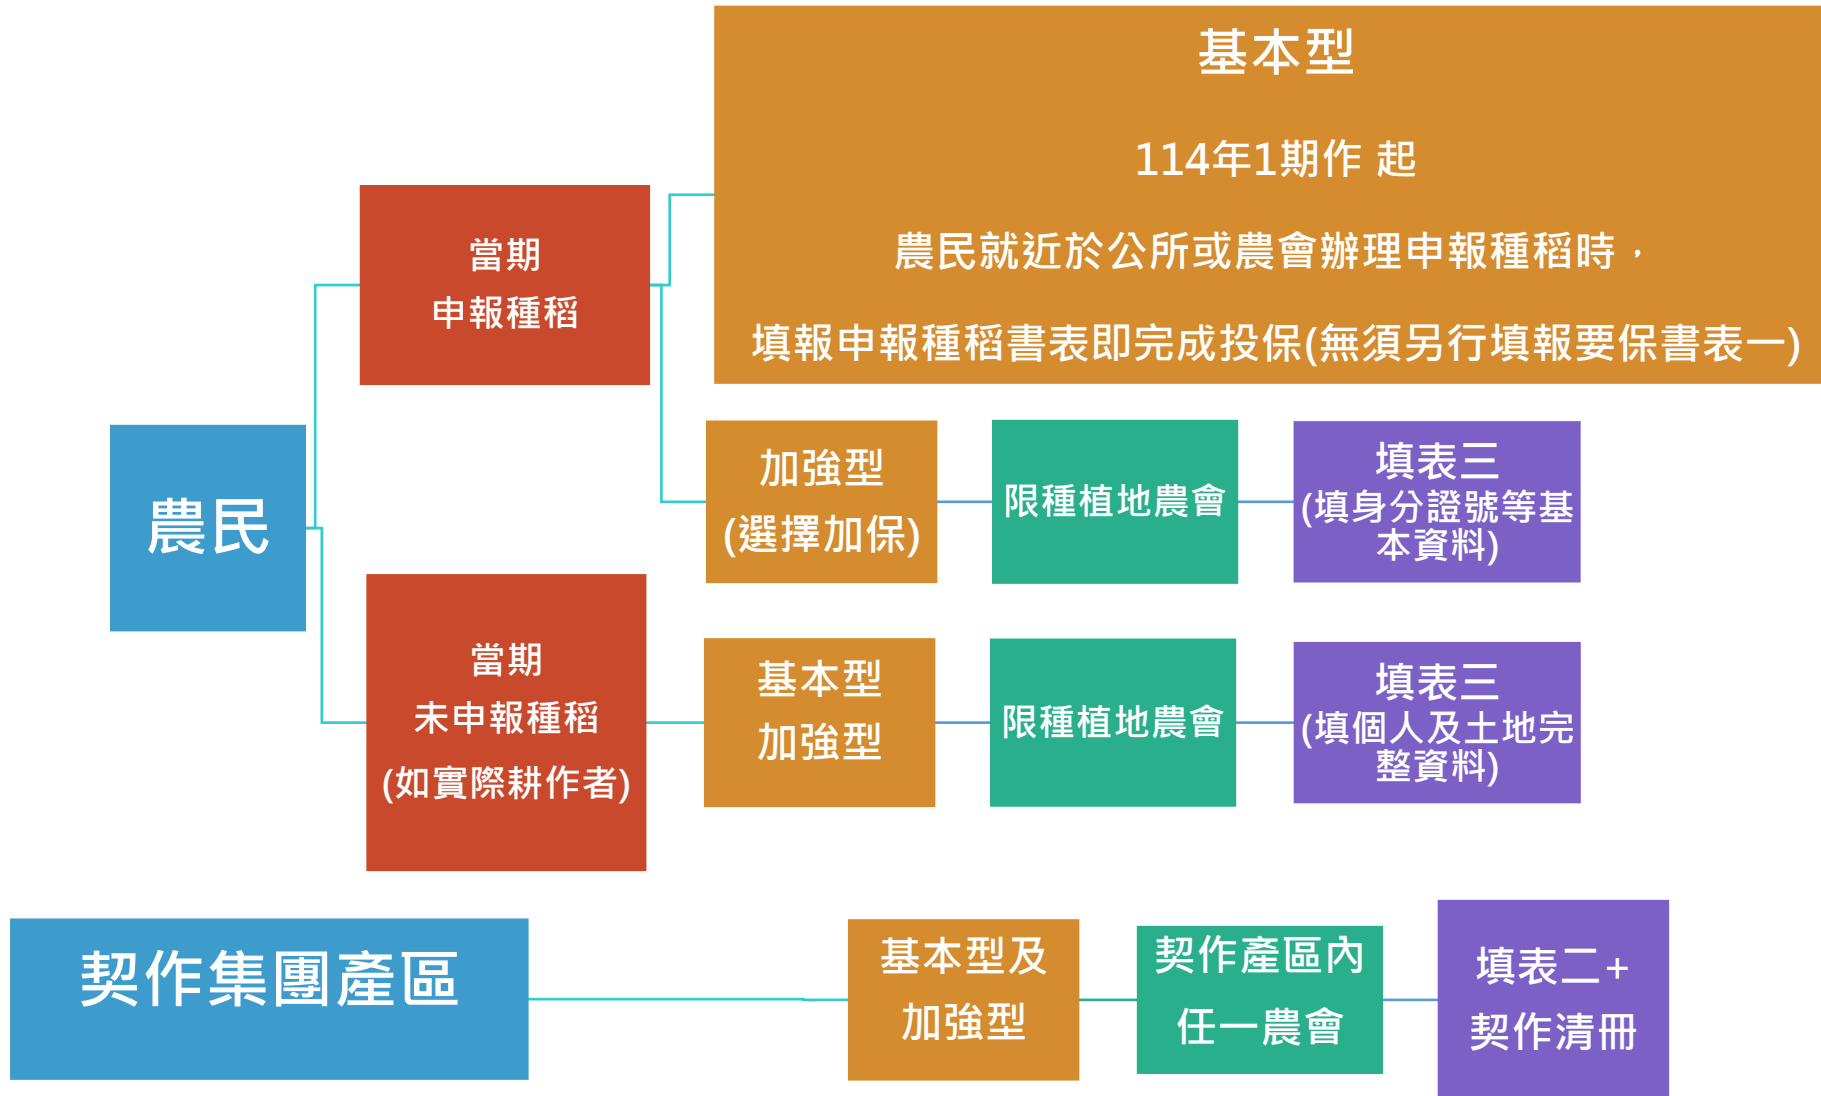 基本型
114年1期作 起
農民就近於公所或農會辦理申報種稻時，
填報申報種稻書表即完成投保(無須另行填報要保書表一)
當期
申報種稻
加強型
(選擇加保)
限種植地農會
填表三
(填身分證號等基
本資料)
農民
當期
未申報種稻
(如實際耕作者)
基本型
加強型
限種植地農會
填表三
(填個人及土地完
整資料)
契作集團產區
基本型及
加強型
契作產區內
任一農會
填表二+
契作清冊